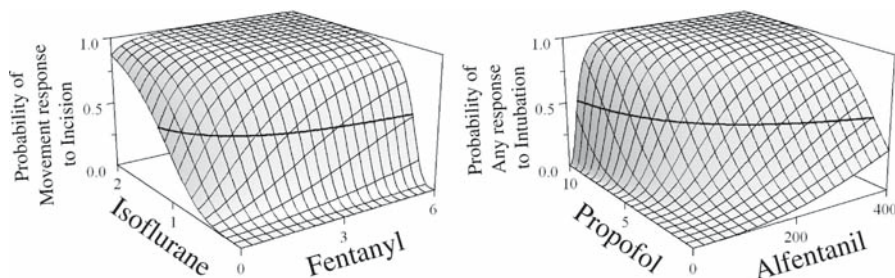 Probability of
Movement response
to Incision
1.0
0.5
0.0
2
1
0
3
6
Isoflurane
Fentanyl
Probability of
Any response
to Intubation
1.0
0.5
0.0
10
5
0
200
400
Propofol
Alfentanil